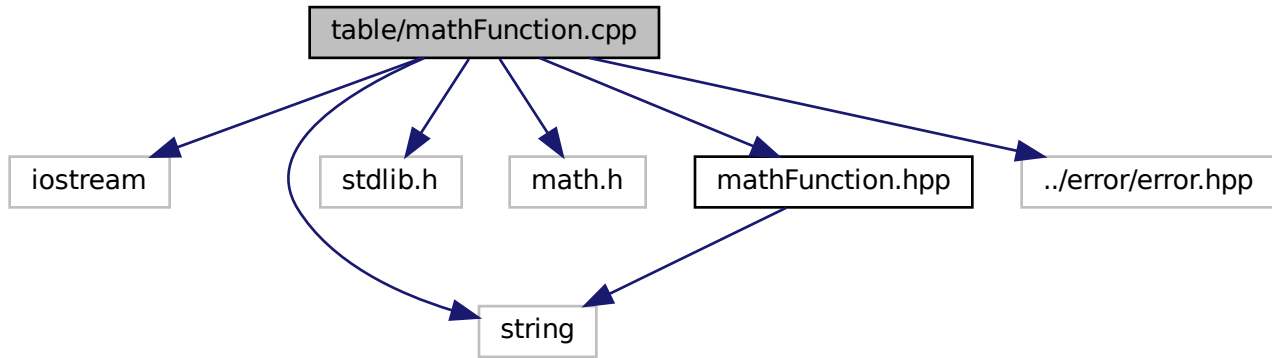 table/mathFunction.cpp
iostream
stdlib.h
math.h
mathFunction.hpp
../error/error.hpp
string